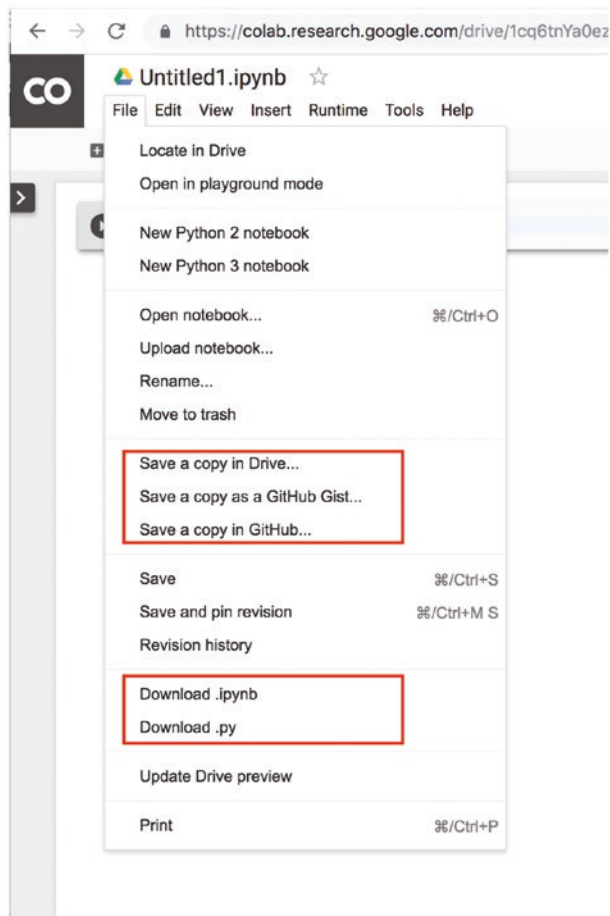 https://colab.research.google.com/drive/1cq6tnYa0ez
CO
Untitled1.ipynb
File Edit View Insert Runtime Tools Help
Locate in Drive
Open in playground mode
New Python 2 notebook
New Python 3 notebook
Open notebook... ⌘/Ctrl+O
Upload notebook...
Rename...
Move to trash
Save a copy in Drive...
Save a copy as a GitHub Gist...
Save a copy in GitHub...
Save ⌘/Ctrl+S
Save and pin revision ⌘/Ctrl+M S
Revision history
Download .ipynb
Download .py
Update Drive preview
Print ⌘/Ctrl+P